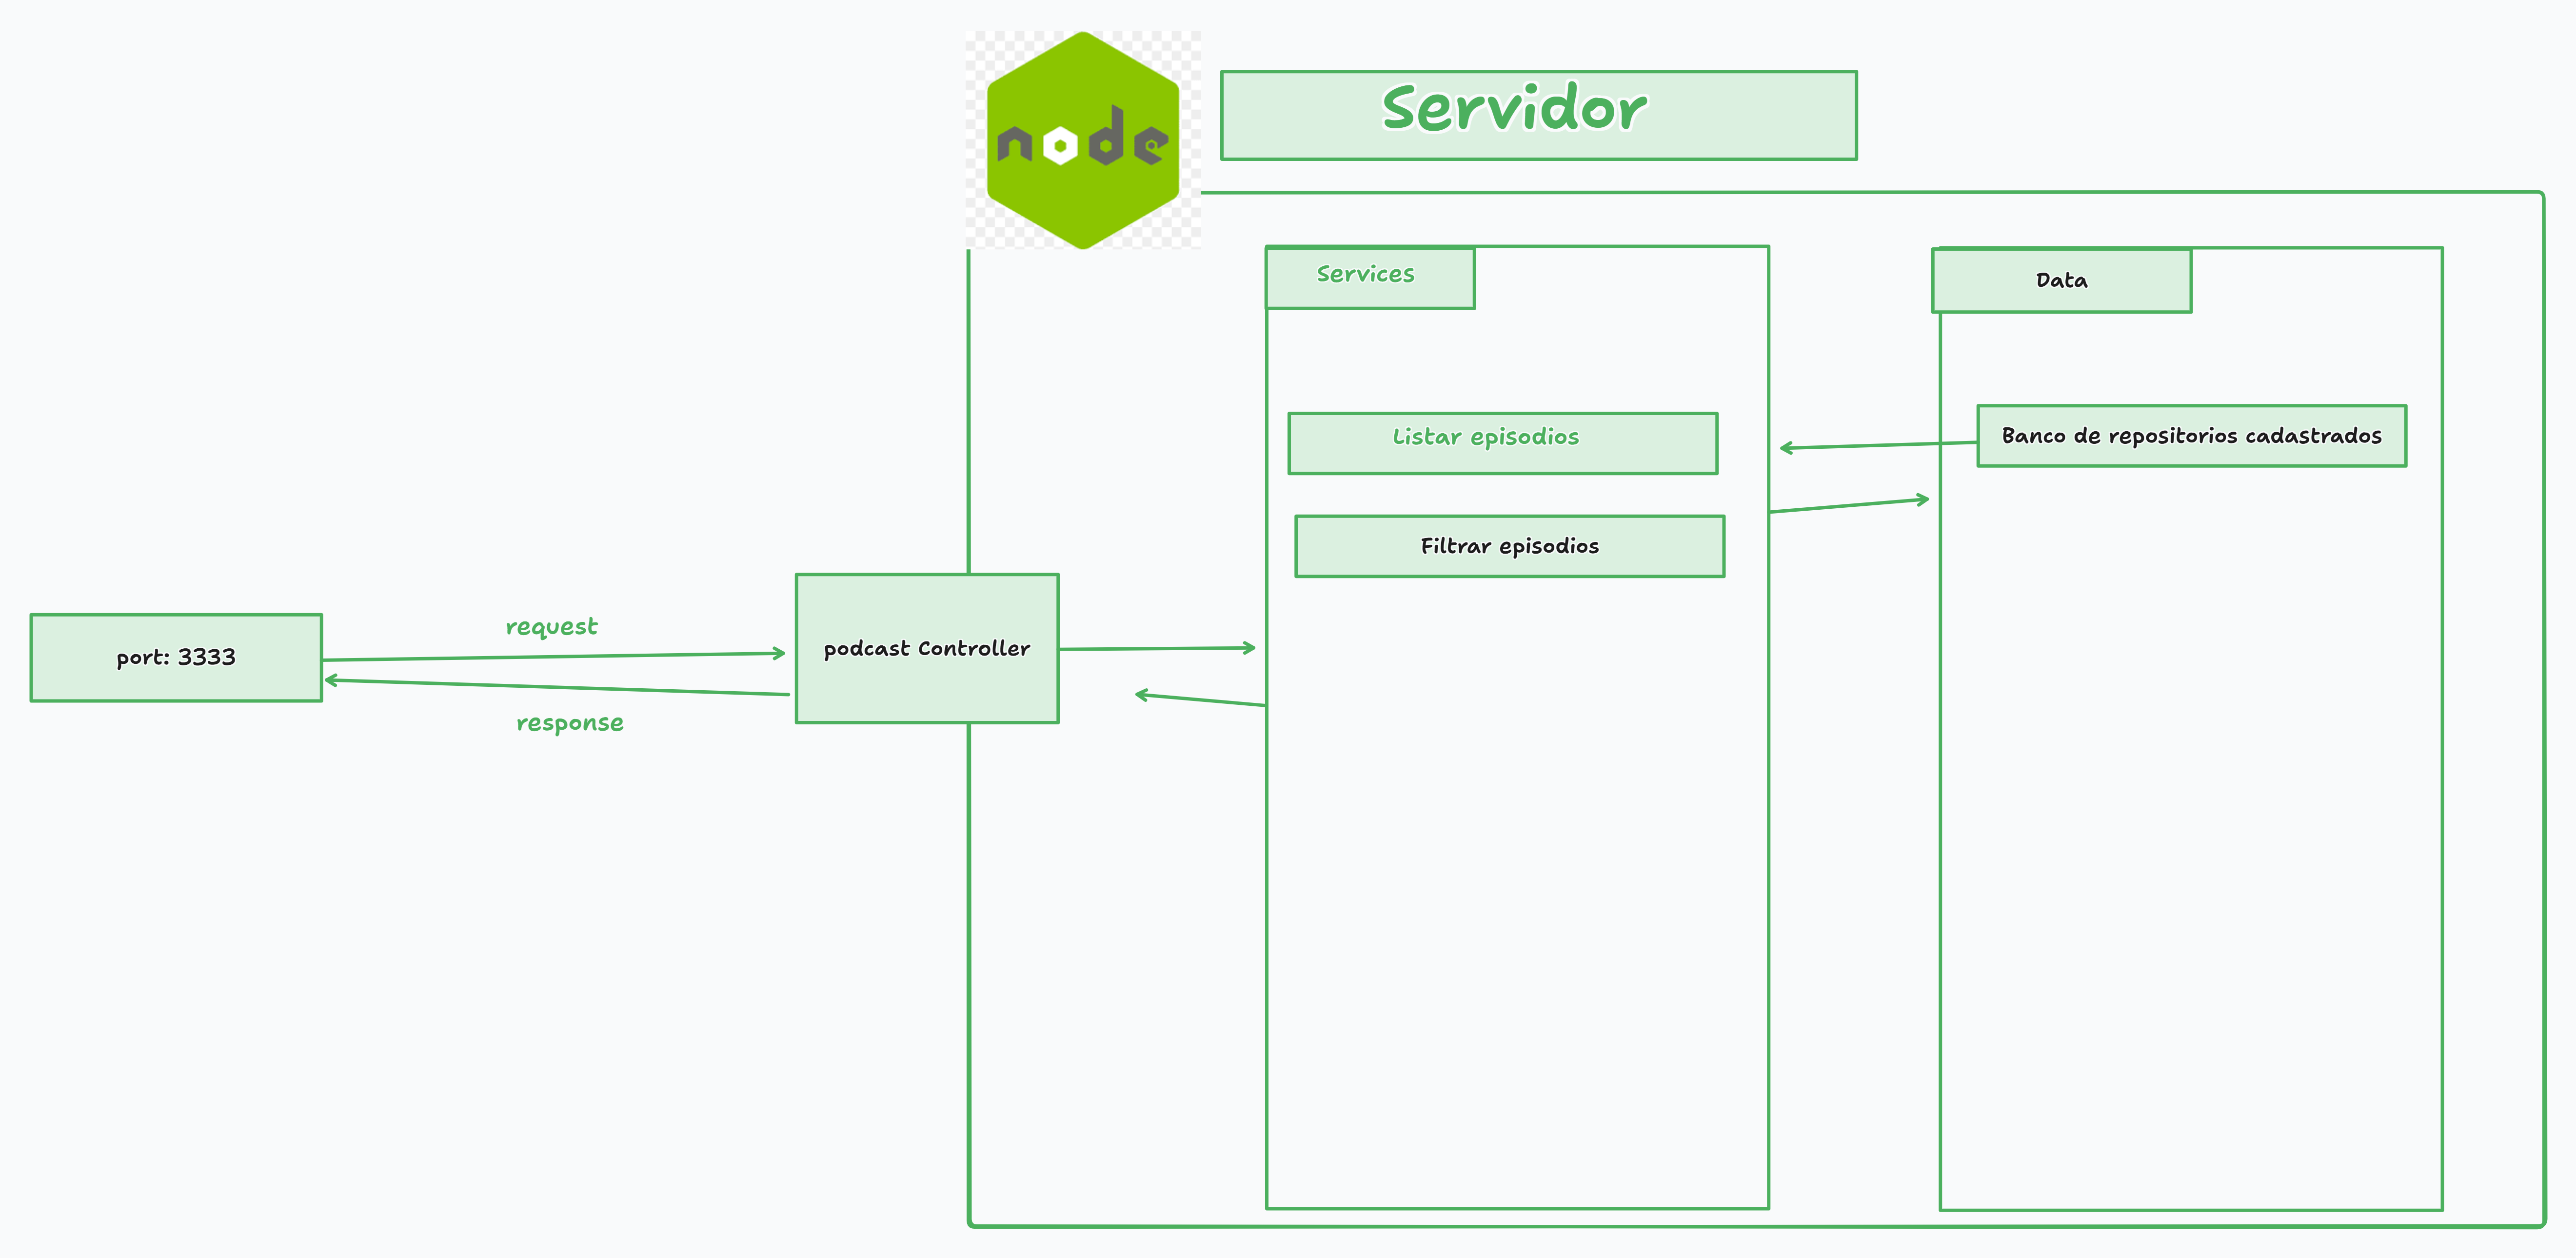 node
Servidor
Services
Data
Listar episodios
Banco de repositorios cadastrados
Filtrar episodios
request
port: 3333
podcast Controller
response